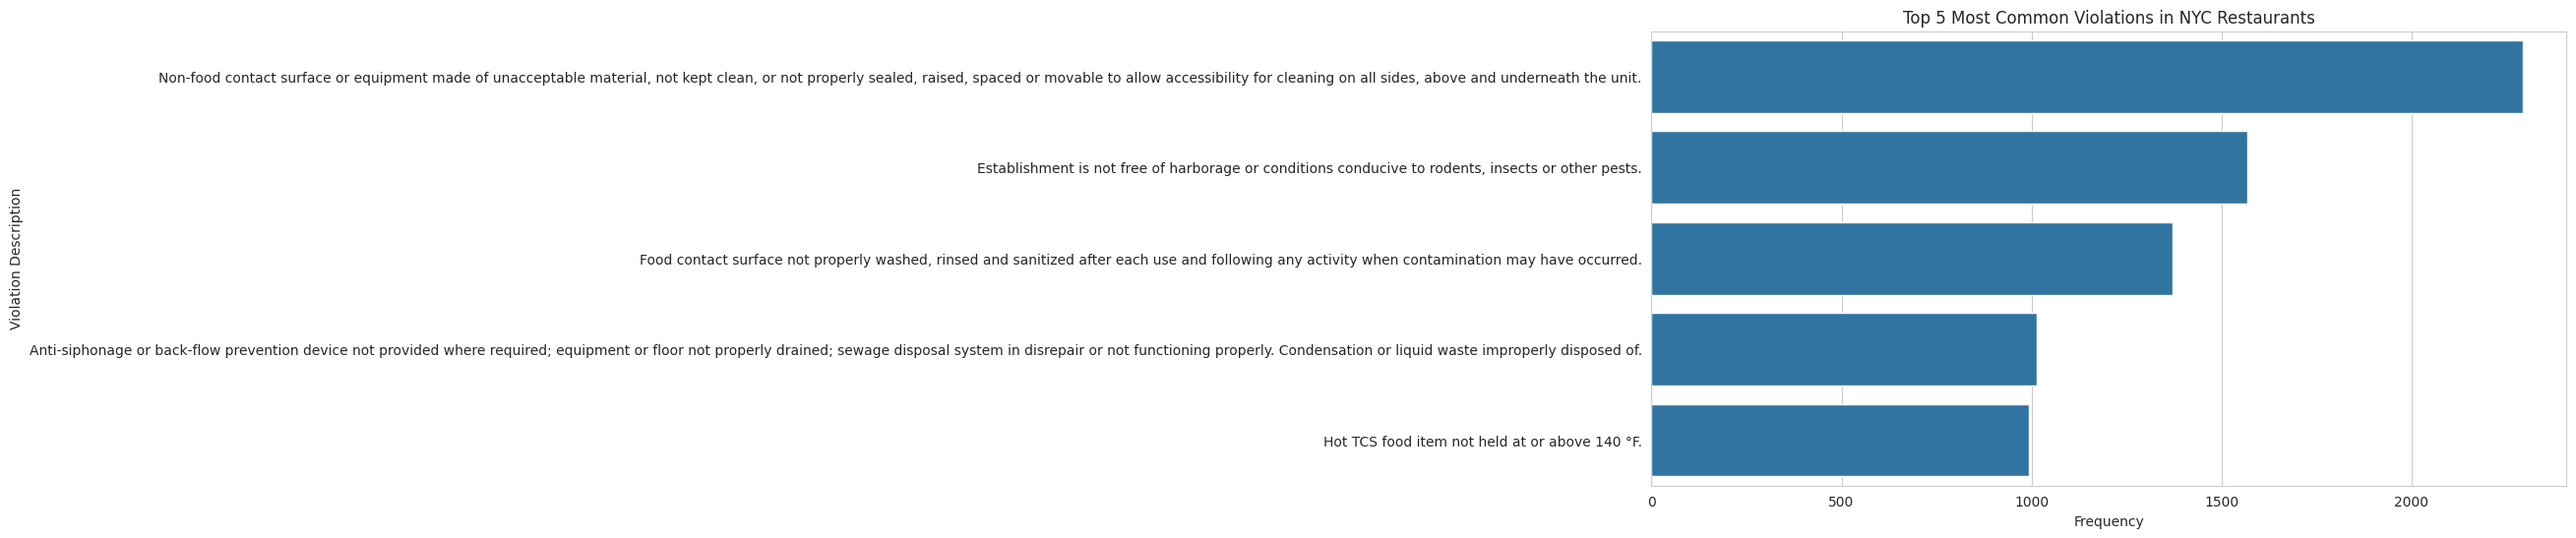 Top 5 Most Common Violations in NYC Restaurants
Violation Description
Non-food contact surface or equipment made of unacceptable material, not kept clean, or not properly sealed, raised, spaced or movable to allow accessibility for cleaning on all sides, above and underneath the unit.
Establishment is not free of harborage or conditions conducive to rodents, insects or other pests.
Food contact surface not properly washed, rinsed and sanitized after each use and following any activity when contamination may have occurred.
Anti-siphonage or back-flow prevention device not provided where required; equipment or floor not properly drained; sewage disposal system in disrepair or not functioning properly. Condensation or liquid waste improperly disposed of.
Hot TCS food item not held at or above 140 °F.
0 500 1000 1500 2000
Frequency